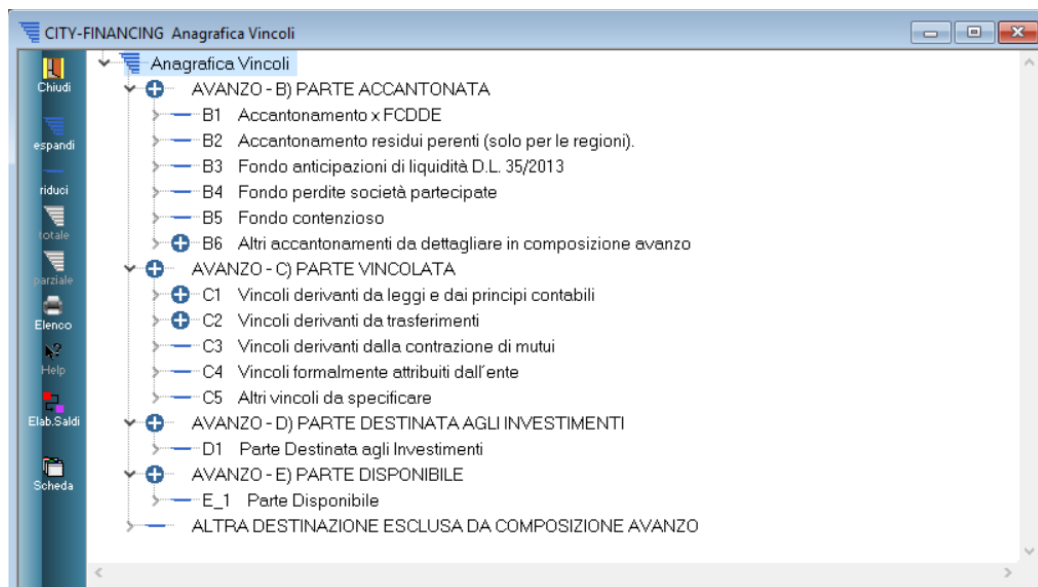 CITY-FINANCING Anagrafica Vincoli
Chiudi
espandi
riduci
totale
parziale
Elenco
Help
Elab.Saldi
Scheda
Anagrafica Vincoli
AVANZO - B) PARTE ACCANTONATA
B1 Accantonamento x FCDDE
B2 Accantonamento residui perenti (solo per le regioni).
B3 Fondo anticipazioni di liquidità D.L. 35/2013
B4 Fondo perdite società partecipate
B5 Fondo contenzioso
B6 Altri accantonamenti da dettagliare in composizione avanzo
AVANZO - C) PARTE VINCOLATA
C1 Vincoli derivanti da leggi e dai principi contabili
C2 Vincoli derivanti da trasferimenti
C3 Vincoli derivanti dalla contrazione di mutui
C4 Vincoli formalmente attribuiti dall'ente
C5 Altri vincoli da specificare
AVANZO - D) PARTE DESTINATA AGLI INVESTIMENTI
D1 Parte Destinata agli Investimenti
AVANZO - E) PARTE DISPONIBILE
E_1 Parte Disponibile
ALTRA DESTINAZIONE ESCLUSA DA COMPOSIZIONE AVANZO